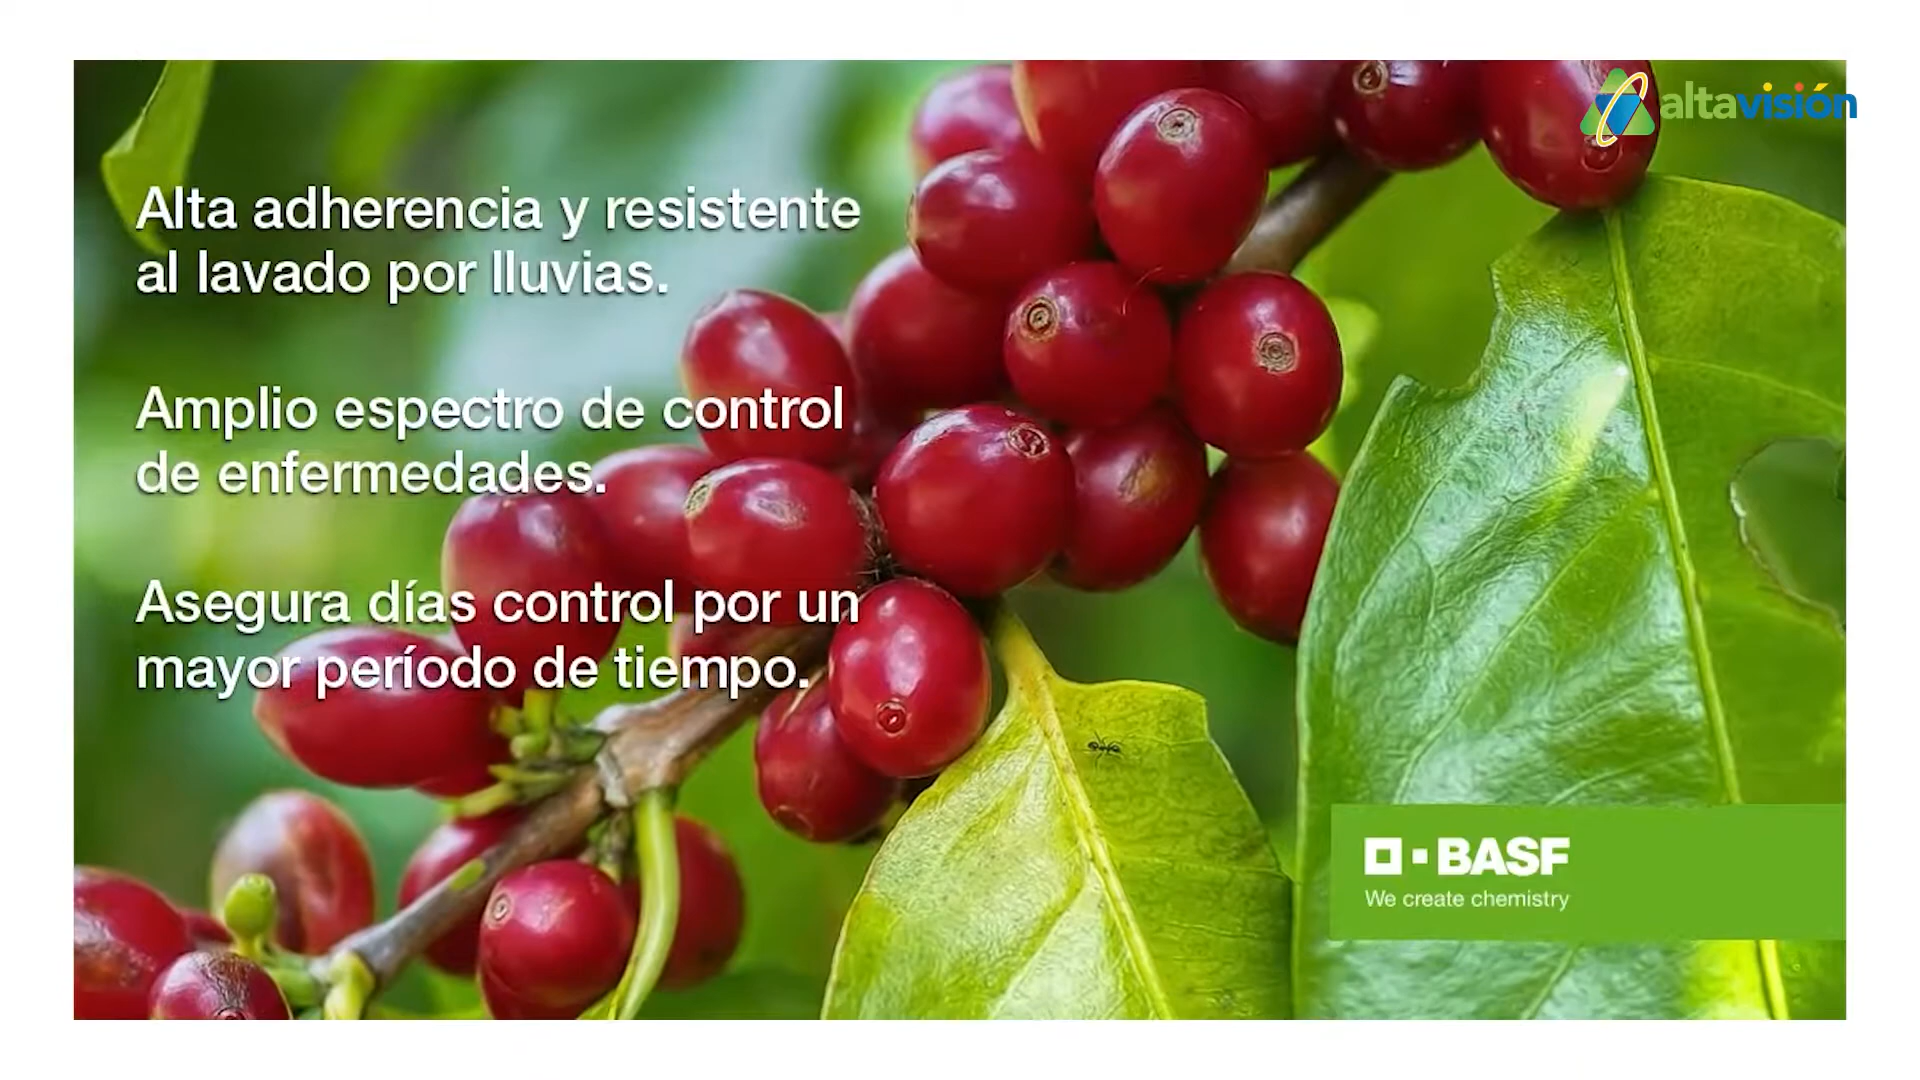 altavisión
Alta adherencia y resistente
al lavado por lluvias.
Amplio espectro de control
de enfermedades.
Asegura días control por un
mayor período de tiempo.
BASF
We create chemistry